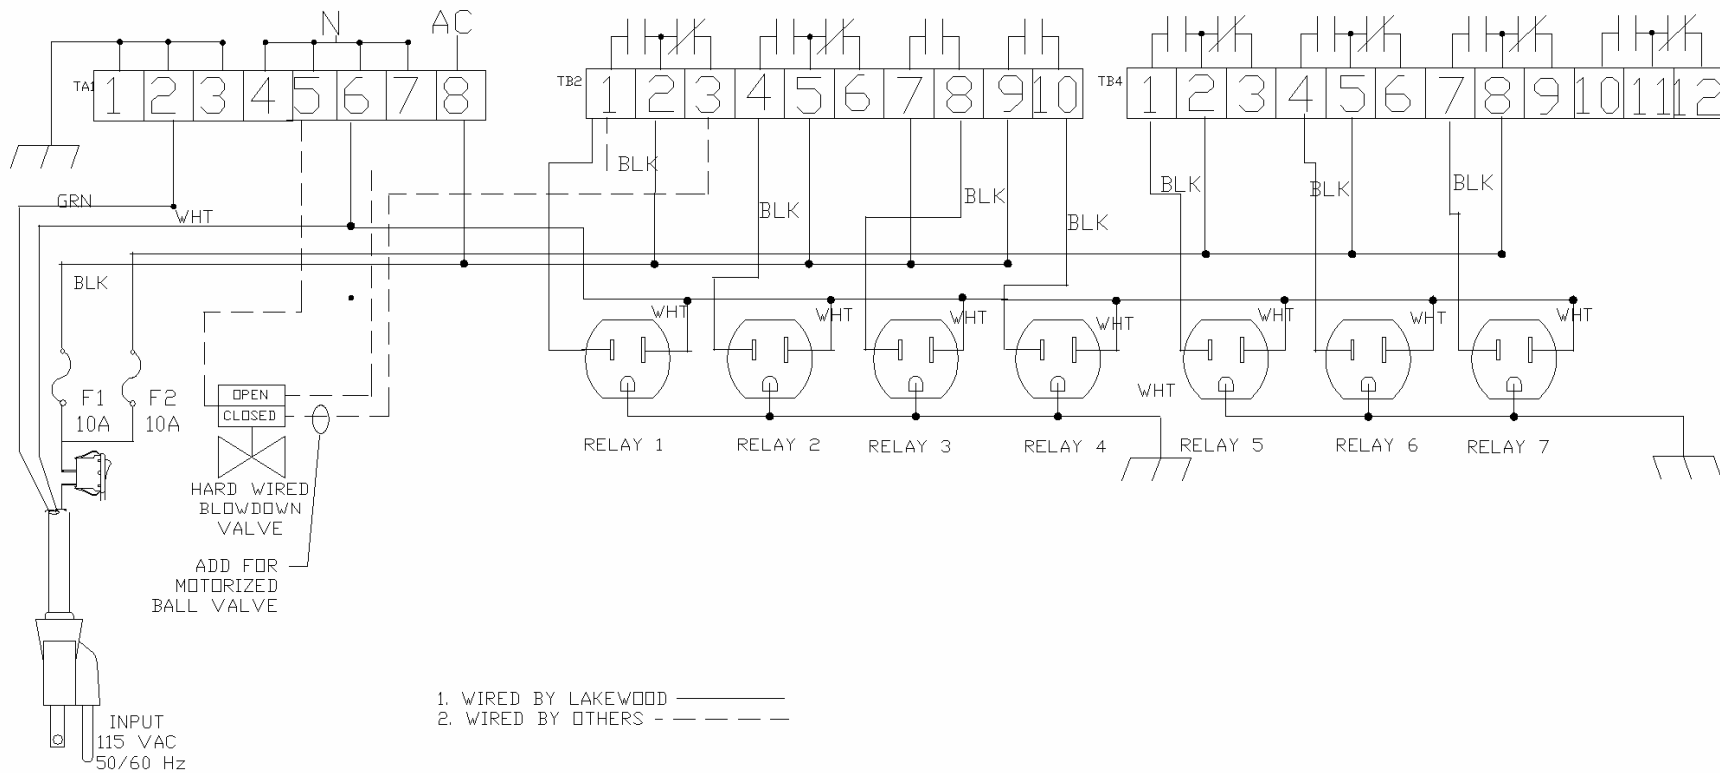 N
AC
TA1
1 2 3 4 5 6 7 8
TB2
1 2 3 4 5 6 7 8 9 10
TB4
1 2 3 4 5 6 7 8 9 10 11 12
BLK
BLK
BLK
BLK
BLK
BLK
BLK
GRN
WHT
BLK
WHT
WHT
WHT
WHT
WHT
WHT
WHT
WHT
F1
10A
F2
10A
OPEN
CLOSED
RELAY 1
RELAY 2
RELAY 3
RELAY 4
RELAY 5
RELAY 6
RELAY 7
HARD WIRED
BLOWDOWN
VALVE
ADD FOR
MOTORIZED
BALL VALVE
1. WIRED BY LAKEWOOD
2. WIRED BY OTHERS
INPUT
115 VAC
50/60 Hz